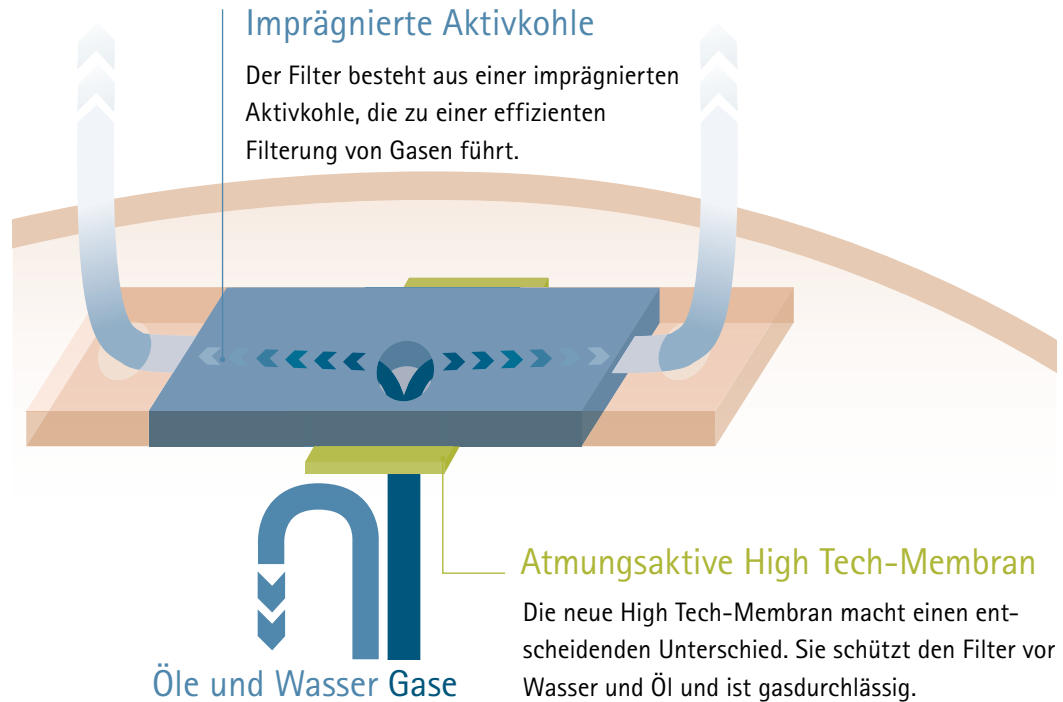 Imprägnierte Aktivkohle
Der Filter besteht aus einer imprägnierten
Aktivkohle, die zu einer effizienten
Filterung von Gasen führt.
Atmungsaktive High Tech-Membran
Die neue High Tech-Membran macht einen ent-
scheidenden Unterschied. Sie schützt den Filter vor
Wasser und Öl und ist gasdurchlässig.
Öle und Wasser Gase